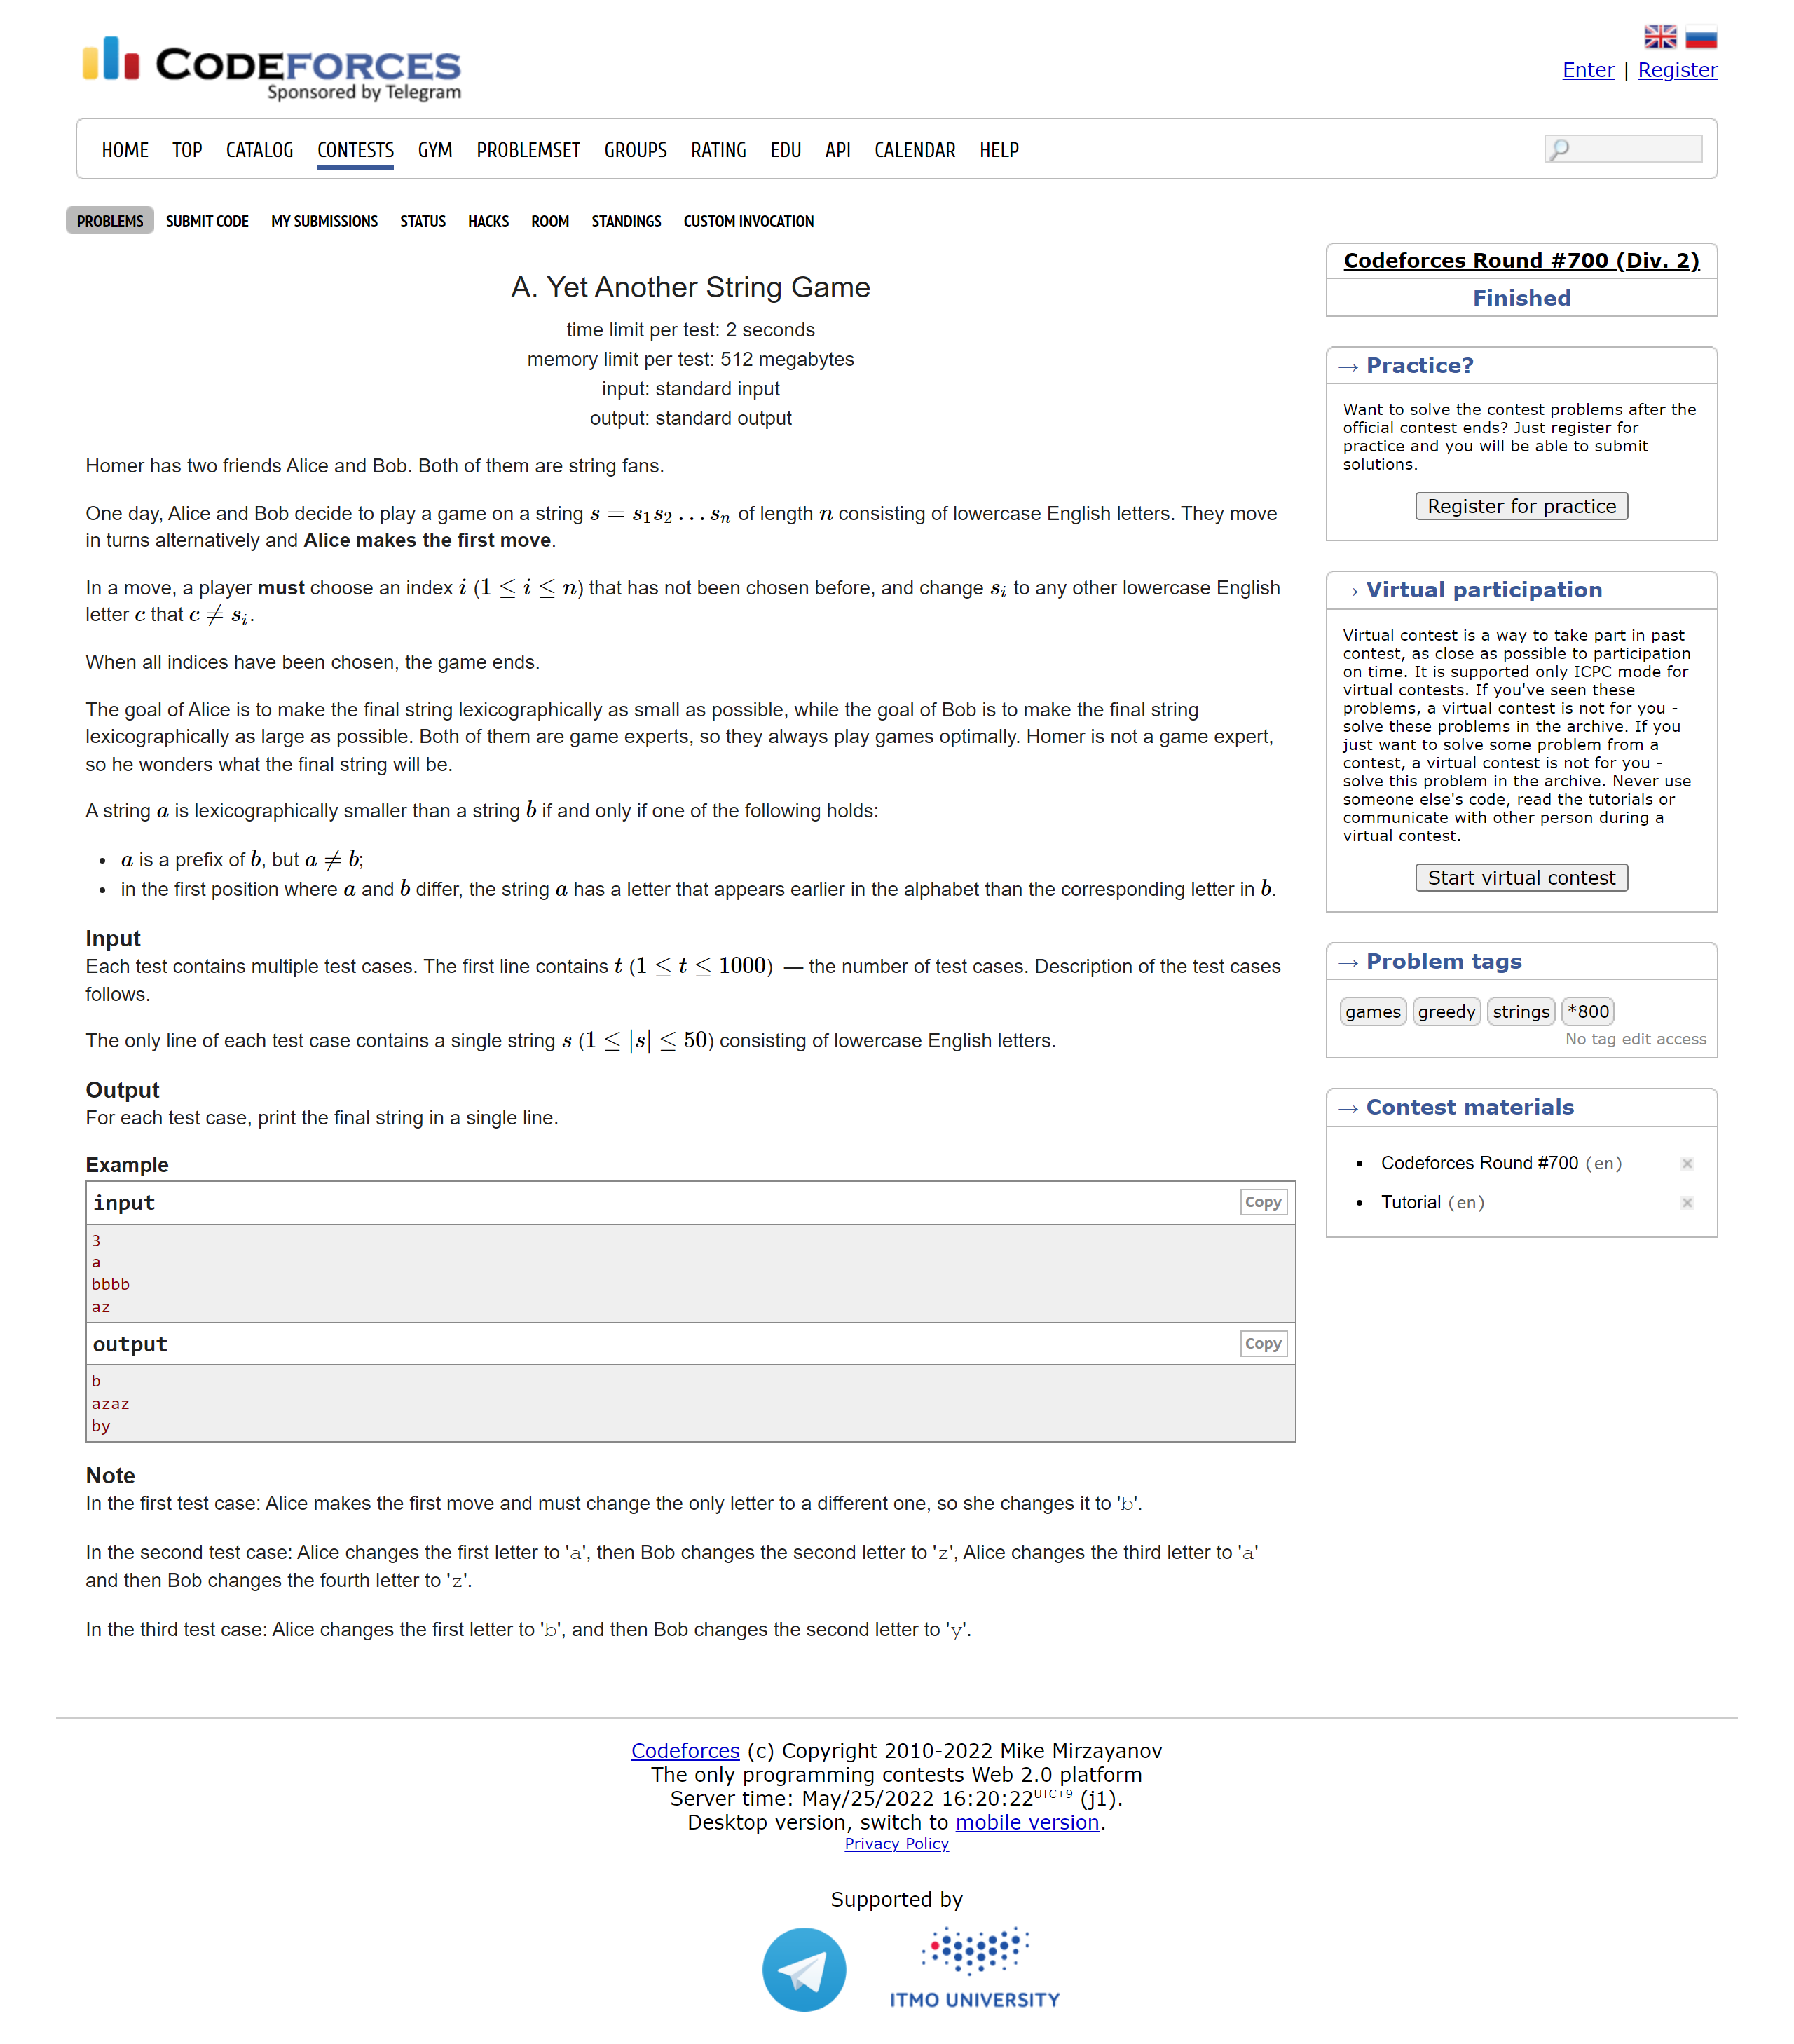 CODEFORCES
Sponsored by Telegram
Enter | Register
HOME TOP CATALOG CONTESTS GYM PROBLEMSET GROUPS RATING EDU API CALENDAR HELP
PROBLEMS SUBMIT CODE MY SUBMISSIONS STATUS HACKS ROOM STANDINGS CUSTOM INVOCATION
A. Yet Another String Game
time limit per test: 2 seconds
memory limit per test: 512 megabytes
input: standard input
output: standard output
Homer has two friends Alice and Bob. Both of them are string fans.
One day, Alice and Bob decide to play a game on a string s = s₁s₂ … sₙ of length n consisting of lowercase English letters. They move
in turns alternatively and Alice makes the first move.
In a move, a player must choose an index i (1 ≤ i ≤ n) that has not been chosen before, and change sᵢ to any other lowercase English
letter c that c ≠ sᵢ.
When all indices have been chosen, the game ends.
The goal of Alice is to make the final string lexicographically as small as possible, while the goal of Bob is to make the final string
lexicographically as large as possible. Both of them are game experts, so they always play games optimally. Homer is not a game expert,
so he wonders what the final string will be.
A string a is lexicographically smaller than a string b if and only if one of the following holds:
• a is a prefix of b, but a ≠ b;
• in the first position where a and b differ, the string a has a letter that appears earlier in the alphabet than the corresponding letter in b.
Input
Each test contains multiple test cases. The first line contains t (1 ≤ t ≤ 1000) — the number of test cases. Description of the test cases
follows.
The only line of each test case contains a single string s (1 ≤ |s| ≤ 50) consisting of lowercase English letters.
Output
For each test case, print the final string in a single line.
Example
input Copy
3
a
bbbb
az
output Copy
b
azaz
by
Note
In the first test case: Alice makes the first move and must change the only letter to a different one, so she changes it to 'b'.
In the second test case: Alice changes the first letter to 'a', then Bob changes the second letter to 'z', Alice changes the third letter to 'a'
and then Bob changes the fourth letter to 'z'.
In the third test case: Alice changes the first letter to 'b', and then Bob changes the second letter to 'y'.
Codeforces Round #700 (Div. 2)
Finished
→ Practice?
Want to solve the contest problems after the
official contest ends? Just register for
practice and you will be able to submit
solutions.
Register for practice
→ Virtual participation
Virtual contest is a way to take part in past
contest, as close as possible to participation
on time. It is supported only ICPC mode for
virtual contests. If you've seen these
problems, a virtual contest is not for you -
solve these problems in the archive. If you
just want to solve some problem from a
contest, a virtual contest is not for you -
solve this problem in the archive. Never use
someone else's code, read the tutorials or
communicate with other person during a
virtual contest.
Start virtual contest
→ Problem tags
games greedy strings *800
No tag edit access
→ Contest materials
• Codeforces Round #700 (en) ×
• Tutorial (en) ×
Codeforces (c) Copyright 2010-2022 Mike Mirzayanov
The only programming contests Web 2.0 platform
Server time: May/25/2022 16:20:22 UTC+9 (j1).
Desktop version, switch to mobile version.
Privacy Policy
Supported by
ITMO UNIVERSITY